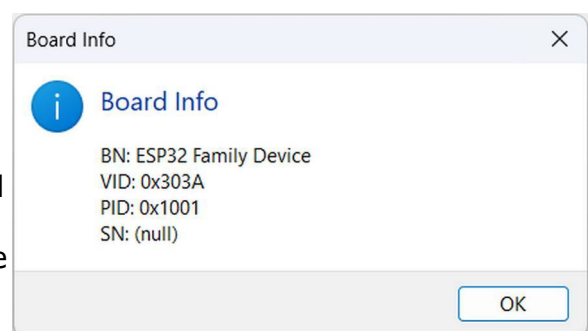 Board Info
Board Info
BN: ESP32 Family Device
VID: 0x303A
PID: 0x1001
SN: (null)
OK